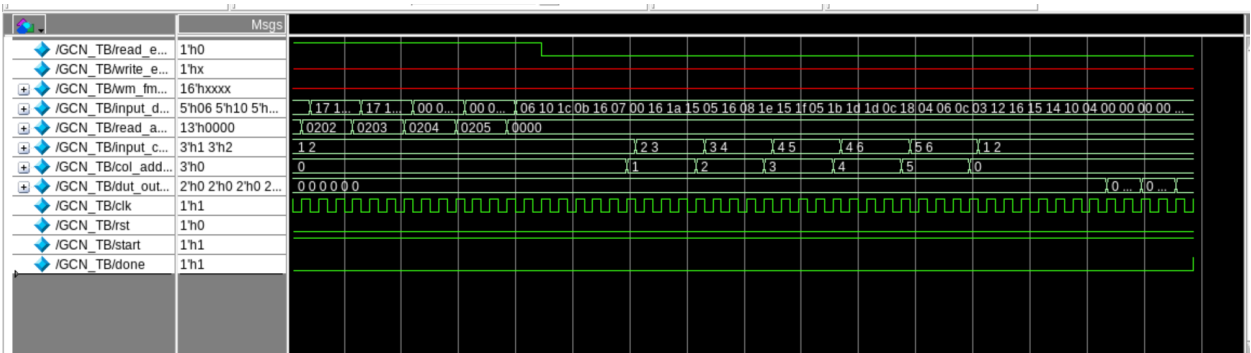 Msgs
/GCN_TB/read_e... 1'h0
/GCN_TB/write_e... 1'hx
/GCN_TB/wm_fm... 16'hxxxx
/GCN_TB/input_d... 5'h06 5'h10 5'h... 17 1... 17 1... 00 0... 00 0... 06 10 1c 0b 16 07 00 16 1a 15 05 16 08 1e 15 1f 05 1b 1d 1d 0c 18 04 06 0c 03 12 16 15 14 10 04 00 00 00 00 ...
/GCN_TB/read_a... 13'h0000 0202 0203 0204 0205 0000
/GCN_TB/input_c... 3'h1 3'h2 1 2 2 3 3 4 4 5 4 6 5 6 1 2
/GCN_TB/col_add... 3'h0 0 1 2 3 4 5 0
/GCN_TB/dut_out... 2'h0 2'h0 2'h0 2... 0 0 0 0 0 0 0 ... 0 ...
/GCN_TB/clk 1'h1
/GCN_TB/rst 1'h0
/GCN_TB/start 1'h1
/GCN_TB/done 1'h1